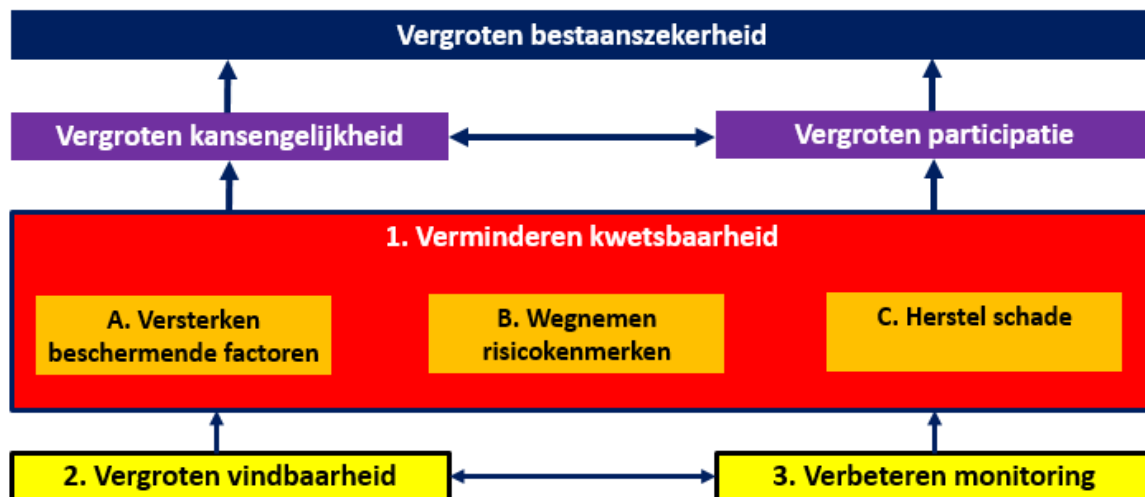 Vergroten bestaanszekerheid
Vergroten kansengelijkheid
Vergroten participatie
1. Verminderen kwetsbaarheid
A. Versterken
beschermende factoren
B. Wegnemen
risicokenmerken
C. Herstel schade
2. Vergroten vindbaarheid
3. Verbeteren monitoring